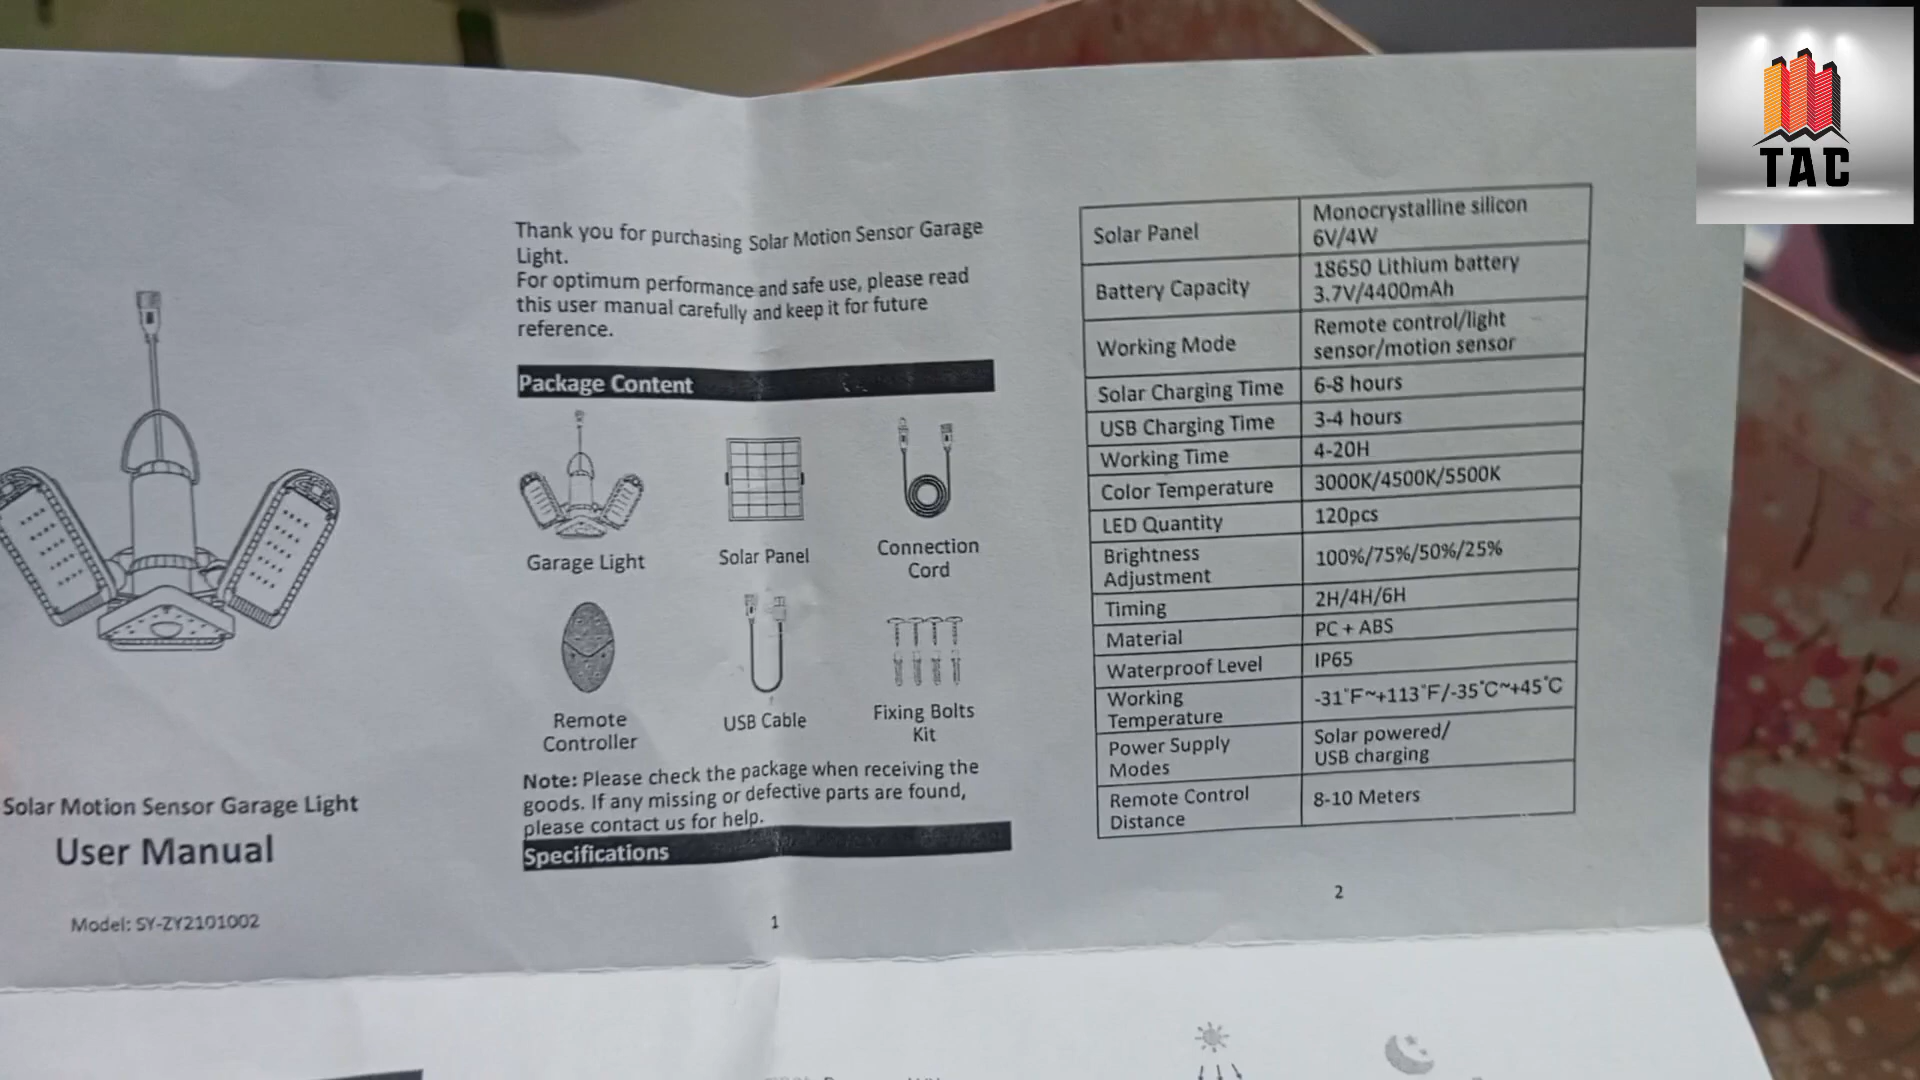 Solar Motion Sensor Garage Light
User Manual
Model: SY-ZY2101002
Thank you for purchasing Solar Motion Sensor Garage
Light.
For optimum performance and safe use, please read
this user manual carefully and keep it for future
reference.
Package Content
Garage Light
Solar Panel
Connection
Cord
Remote
Controller
USB Cable
Fixing Bolts
Kit
Note: Please check the package when receiving the
goods. If any missing or defective parts are found,
please contact us for help.
Specifications
1
Solar Panel
Monocrystalline silicon
6V/4W
Battery Capacity
18650 Lithium battery
3.7V/4400mAh
Working Mode
Remote control/light
sensor/motion sensor
Solar Charging Time
6-8 hours
USB Charging Time
3-4 hours
Working Time
4-20H
Color Temperature
3000K/4500K/5500K
LED Quantity
120pcs
Brightness
Adjustment
100%/75%/50%/25%
Timing
2H/4H/6H
Material
PC + ABS
Waterproof Level
IP65
Working
Temperature
-31°F~+113°F/-35°C~+45°C
Power Supply
Modes
Solar powered/
USB charging
Remote Control
Distance
8-10 Meters
2
TAC